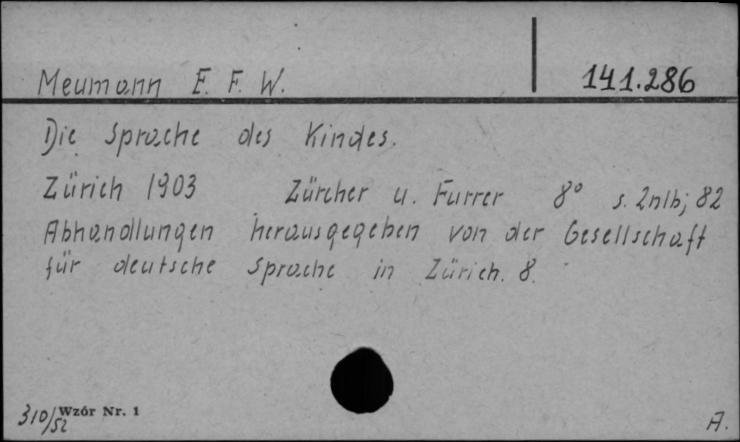 Meumann E. F. W. 141.286
Die Sprache des Kindes.
Zürich 1903 Zürcher u. Furrer 8° s. 2nlb; 82
Abhandlungen herausgegeben von der Gesellschaft
für deutsche Sprache in Zürich. 8.
310/52 Wzór Nr. 1 A.